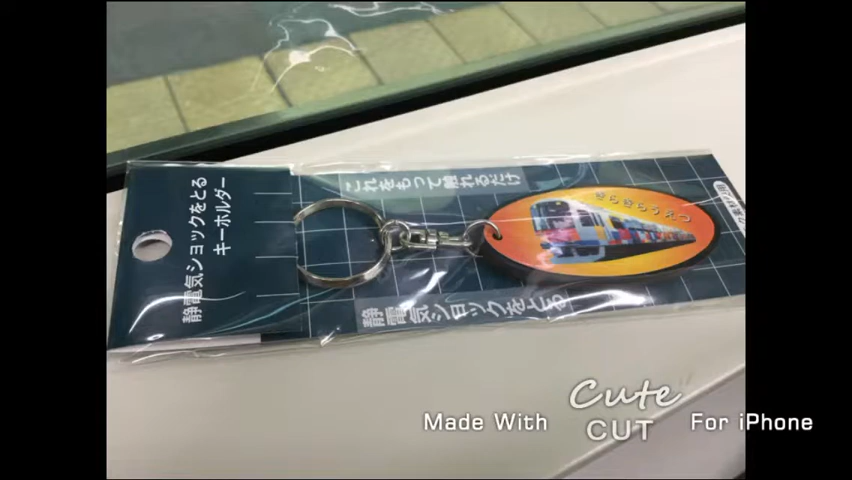 静電気ショックをとる
キーホルダー
これをもって触れるだけ
静電気ショックをとる
Made With
Cute
CUT
For iPhone